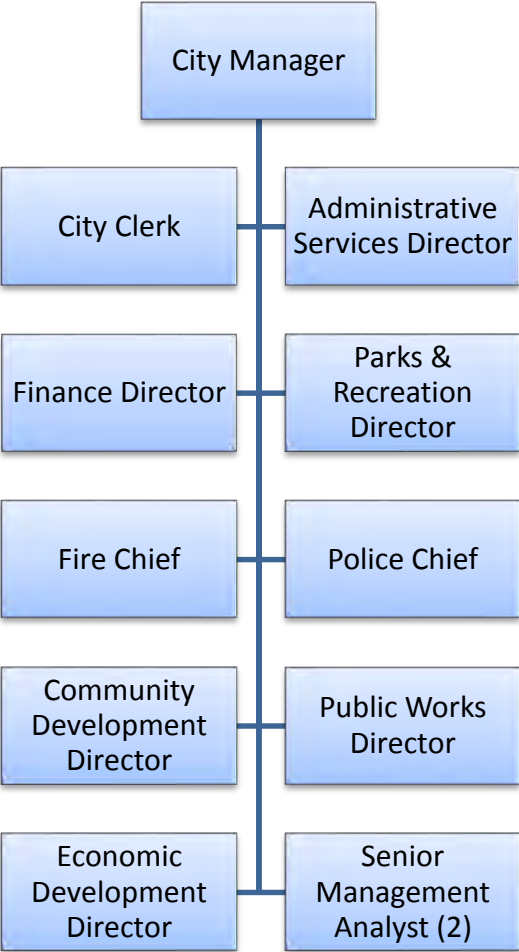 City Manager
City Clerk
Administrative
Services Director
Finance Director
Parks &
Recreation
Director
Fire Chief
Police Chief
Community
Development
Director
Public Works
Director
Economic
Development
Director
Senior
Management
Analyst (2)